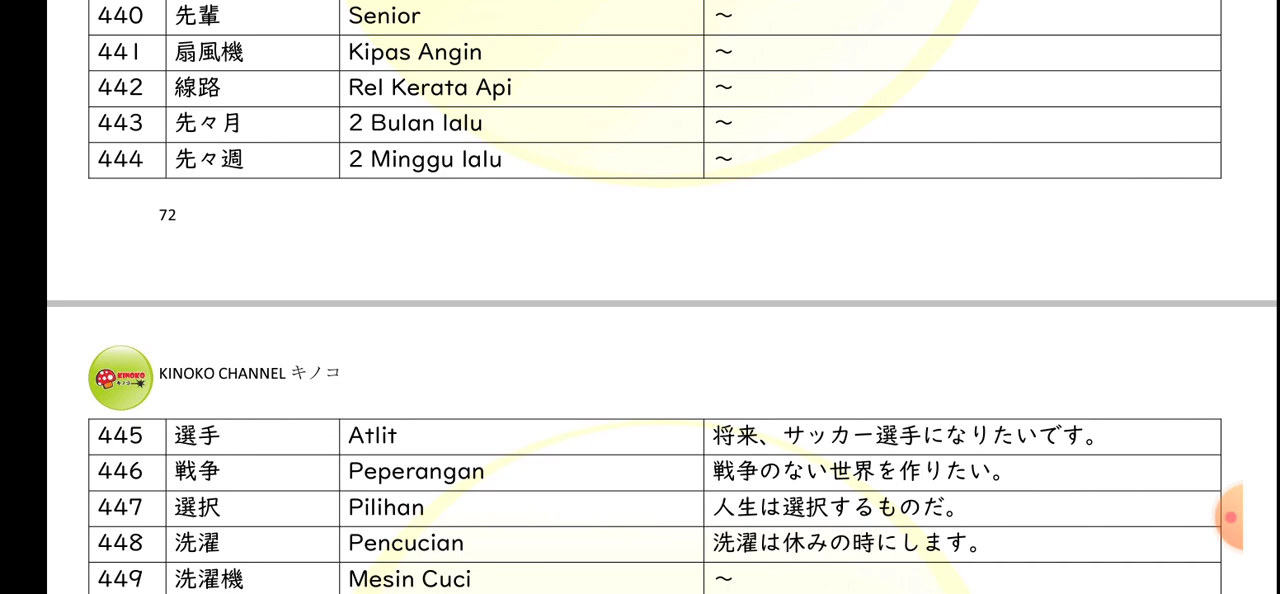 440 先輩 Senior ～
441 扇風機 Kipas Angin ～
442 線路 Rel Kerata Api ～
443 先々月 2 Bulan lalu ～
444 先々週 2 Minggu lalu ～
72
KINOKO キノコ
KINOKO CHANNEL キノコ
445 選手 Atlit 将来、サッカー選手になりたいです。
446 戦争 Peperangan 戦争のない世界を作りたい。
447 選択 Pilihan 人生は選択するものだ。
448 洗濯 Pencucian 洗濯は休みの時にします。
449 洗濯機 Mesin Cuci ～